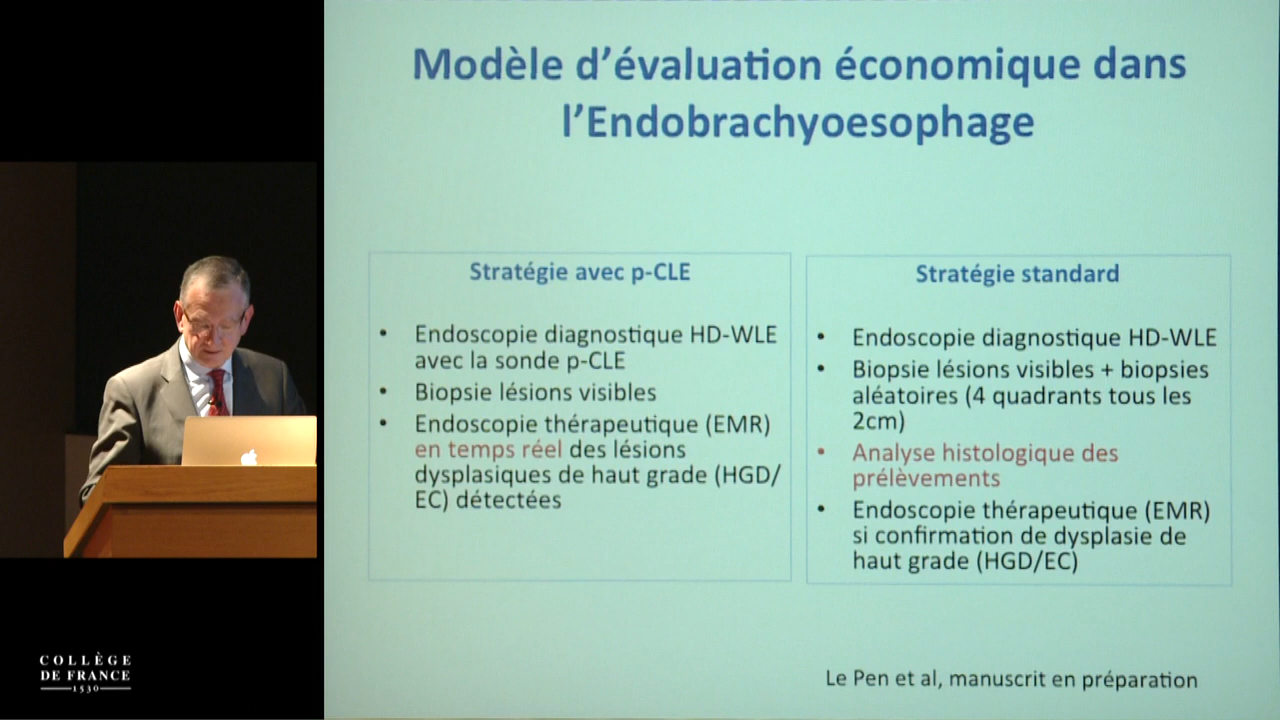 Modèle d'évaluation économique dans
l'Endobrachyoesophage
Stratégie avec p-CLE
• Endoscopie diagnostique HD-WLE
avec la sonde p-CLE
• Biopsie lésions visibles
• Endoscopie thérapeutique (EMR)
en temps réel des lésions
dysplasiques de haut grade (HGD/
EC) détectées
Stratégie standard
• Endoscopie diagnostique HD-WLE
• Biopsie lésions visibles + biopsies
aléatoires (4 quadrants tous les
2cm)
• Analyse histologique des
prélèvements
• Endoscopie thérapeutique (EMR)
si confirmation de dysplasie de
haut grade (HGD/EC)
Le Pen et al, manuscrit en préparation
COLLÈGE
DE FRANCE
1530